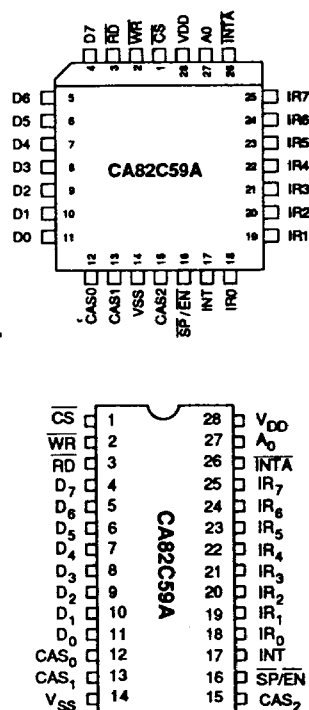 D7 RD WR CS VDD A0 INTA
4 3 2 1 28 27 26
D6 5 25 IR7
D5 6 24 IR6
D4 7 23 IR5
D3 8 CA82C59A 22 IR4
D2 9 21 IR3
D1 10 20 IR2
D0 11 19 IR1
12 13 14 15 16 17 18
CAS0 CAS1 VSS CAS2 SP/EN INT IR0
CS 1 28 VDD
WR 2 27 A0
RD 3 26 INTA
D7 4 25 IR7
D6 5 24 IR6
D5 6 23 IR5
D4 7 22 IR4
D3 8 21 IR3
D2 9 20 IR2
D1 10 19 IR1
D0 11 18 IR0
CAS0 12 17 INT
CAS1 13 16 SP/EN
VSS 14 15 CAS2
CA82C59A